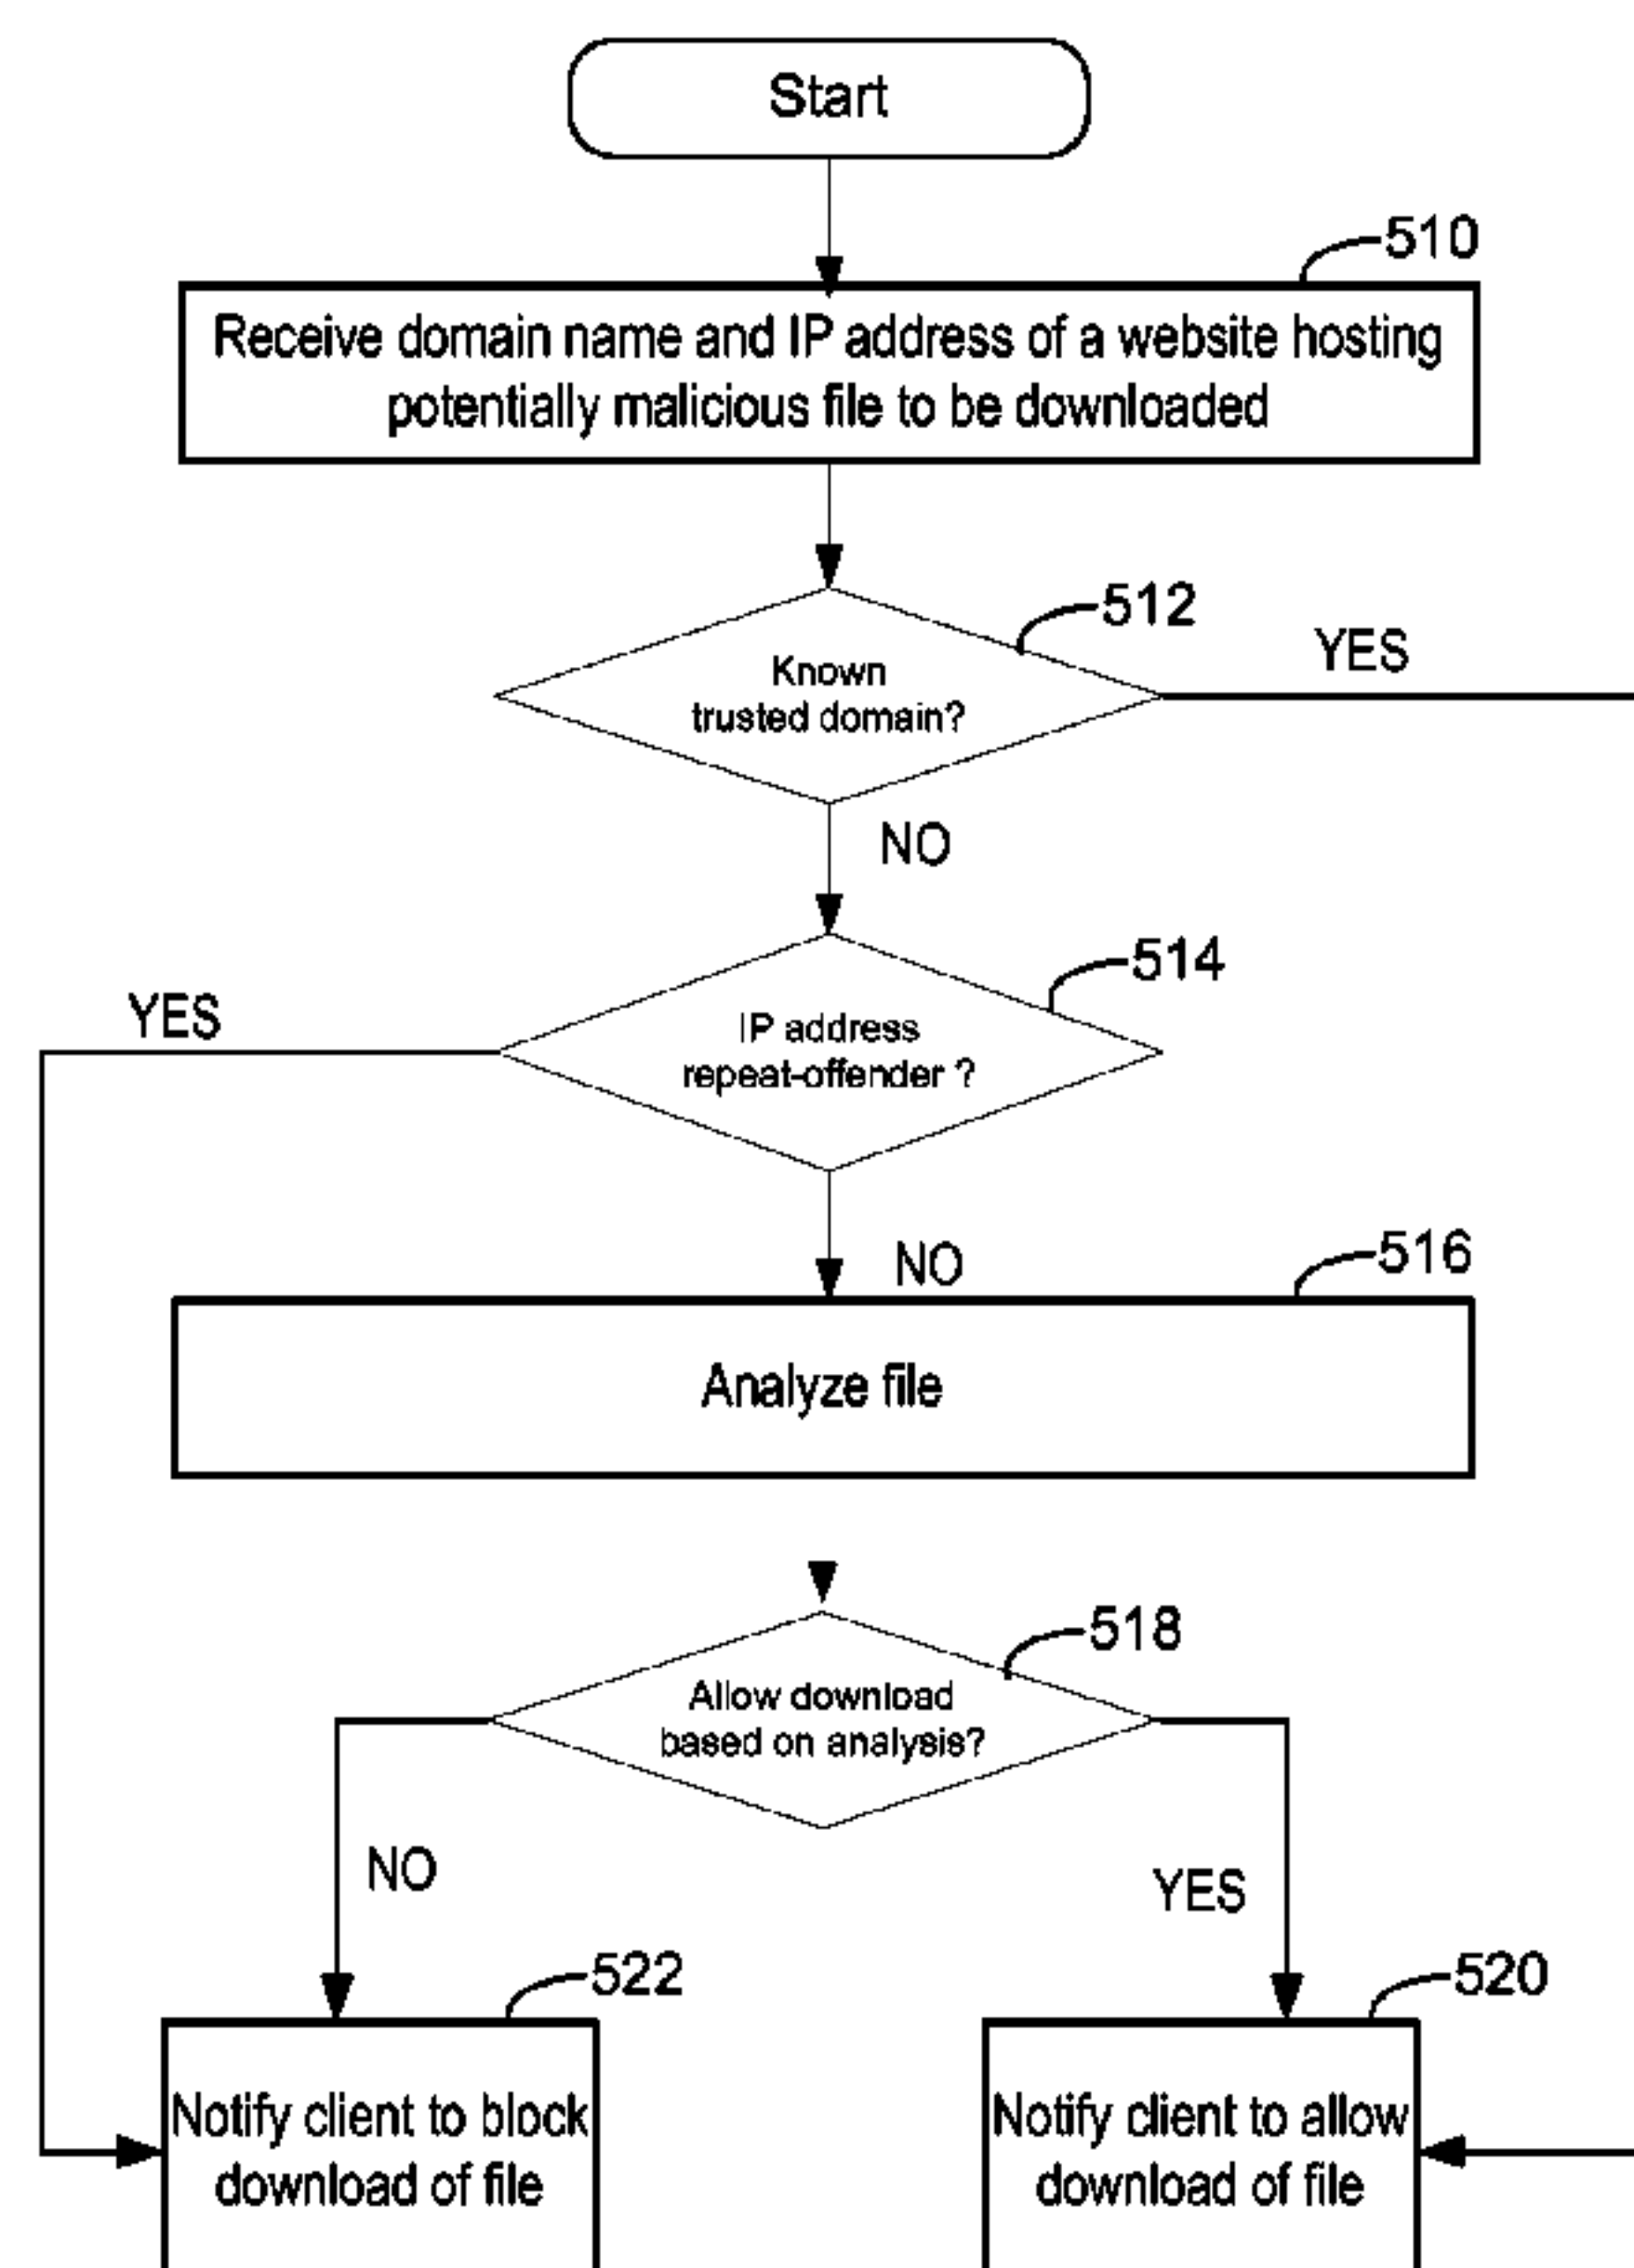 Start
510
Receive domain name and IP address of a website hosting
potentially malicious file to be downloaded
512
YES
Known
trusted domain?
NO
514
YES
IP address
repeat-offender ?
NO
516
Analyze file
518
Allow download
based on analysis?
NO
YES
522
520
Notify client to block
download of file
Notify client to allow
download of file